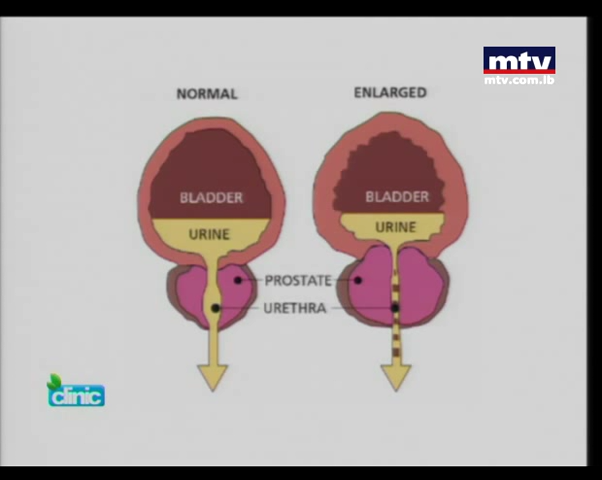 mtv
mtv.com.lb
NORMAL
ENLARGED
BLADDER
BLADDER
URINE
URINE
PROSTATE
URETHRA
clinic